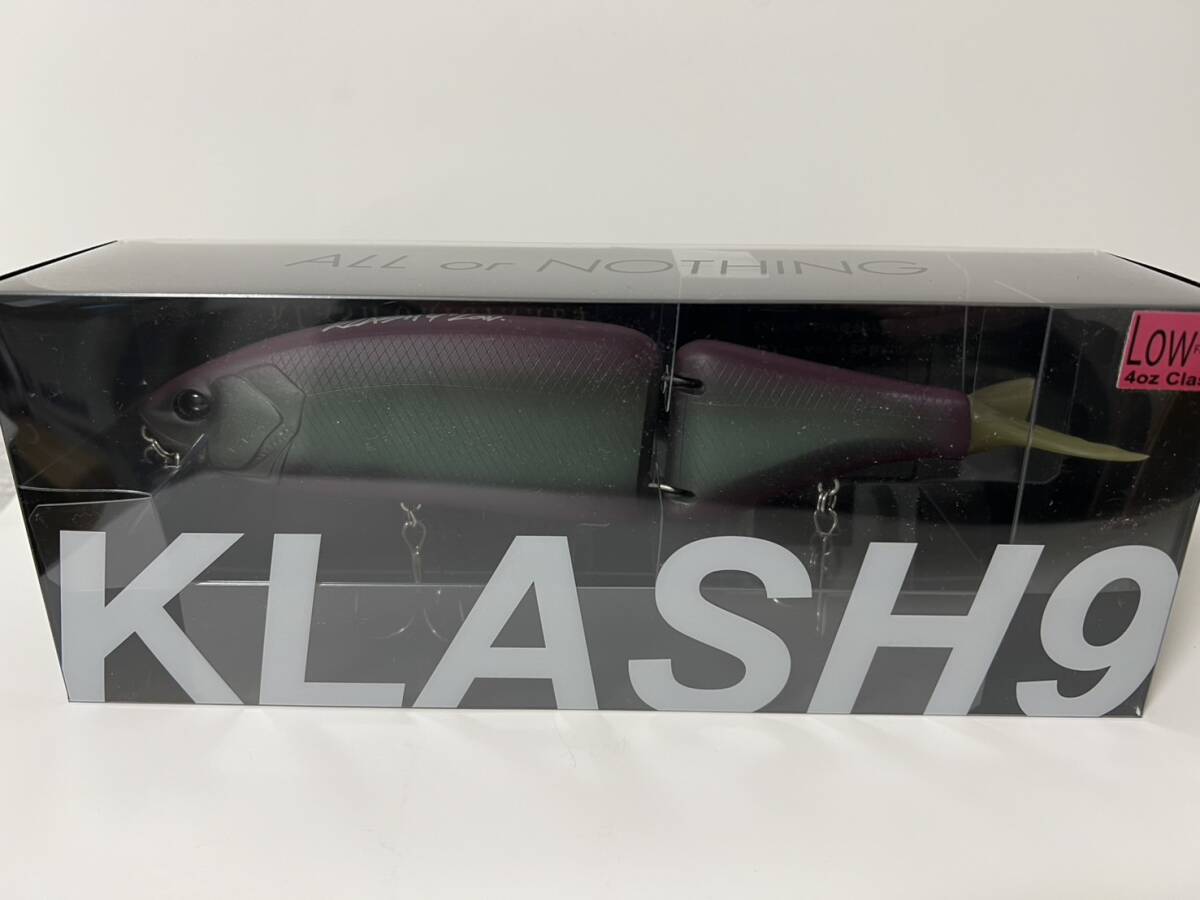 ALL or NOTHING
LOW
4oz Clas
KLASH9